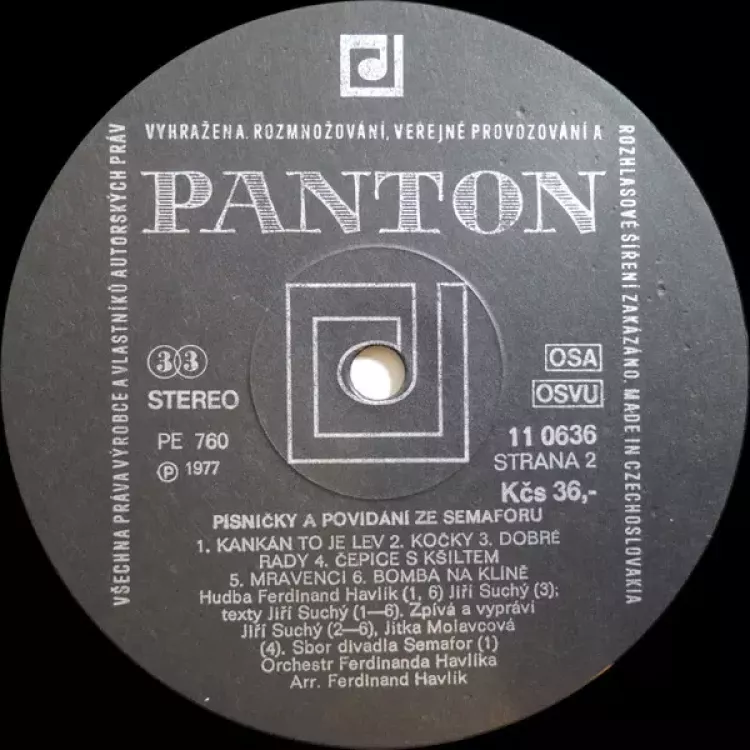 VŠECHNA PRÁVA VÝROBCE A VLASTNÍKŮ AUTORSKÝCH PRÁV
VYHRAŽENA. ROZMNOŽOVÁNÍ, VEŘEJNÉ PROVOZOVÁNÍ A
ROZHLASOVÉ ŠÍŘENÍ ZAKÁZÁNO. MADE IN CZECHOSLOVAKIA
PANTON
33
STEREO
PE 760
Ⓟ 1977
OSA
OSVU
11 0636
STRANA 2
Kčs 36,-
PÍSNIČKY A POVÍDÁNÍ ZE SEMAFORU
1. KANKÁN TO JE LEV 2. KOČKY 3. DOBRÉ
RADY 4. ČEPICE S KŠILTEM
5. MRAVENCI 6. BOMBA NA KLÍNĚ
Hudba Ferdinand Havlík (1, 6) Jiří Suchý (3);
texty Jiří Suchý (1—6). Zpívá a vypráví
Jiří Suchý (2—6), Jitka Molavcová
(4). Sbor divadla Semafor (1)
Orchestr Ferdinanda Havlíka
Arr. Ferdinand Havlík